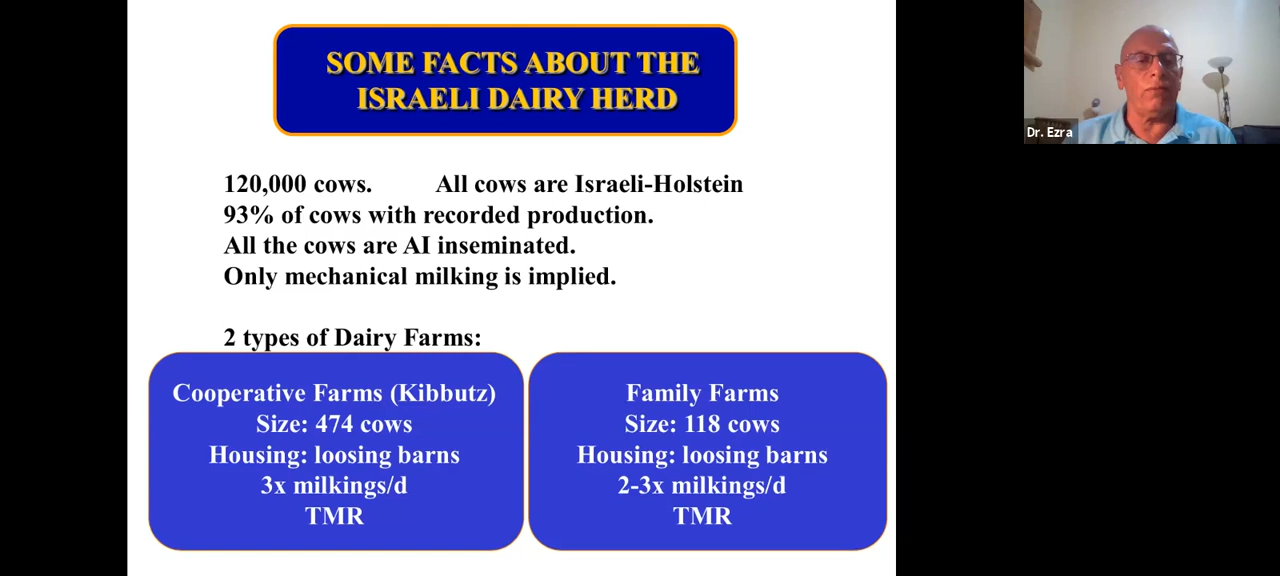 SOME FACTS ABOUT THE
ISRAELI DAIRY HERD
120,000 cows. All cows are Israeli-Holstein
93% of cows with recorded production.
All the cows are AI inseminated.
Only mechanical milking is implied.
2 types of Dairy Farms:
Cooperative Farms (Kibbutz)
Size: 474 cows
Housing: loosing barns
3x milkings/d
TMR
Family Farms
Size: 118 cows
Housing: loosing barns
2-3x milkings/d
TMR
Dr. Ezra